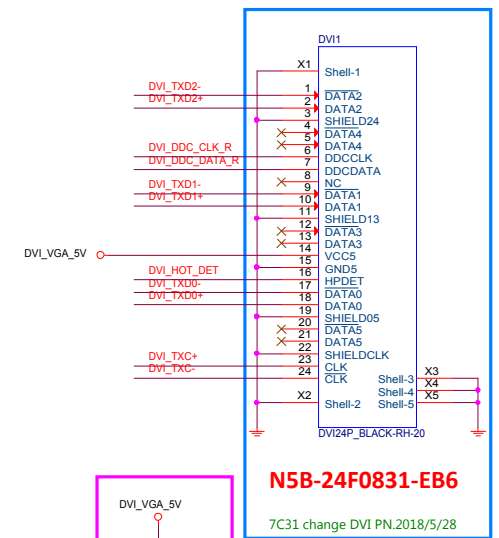 DVI1
X1 Shell-1
DVI_TXD2- 1 DATA2
DVI_TXD2+ 2 DATA2
3 SHIELD24
4 DATA4
5 DATA4
DVI_DDC_CLK_R 6 DDCCLK
DVI_DDC_DATA_R 7 DDCDATA
8 NC
DVI_TXD1- 9 DATA1
DVI_TXD1+ 10 DATA1
11 SHIELD13
12 DATA3
13 DATA3
DVI_VGA_5V 14 VCC5
15 GND5
DVI_HOT_DET 16 HPDET
DVI_TXD0- 17 DATA0
DVI_TXD0+ 18 DATA0
19 SHIELD05
20 DATA5
21 DATA5
22 SHIELDCLK
DVI_TXC+ 23 CLK
DVI_TXC- 24 CLK
Shell-3 X3
Shell-4 X4
X2 Shell-2 Shell-5 X5
DVI24P_BLACK-RH-20
N5B-24F0831-EB6
DVI_VGA_5V
7C31 change DVI PN.2018/5/28